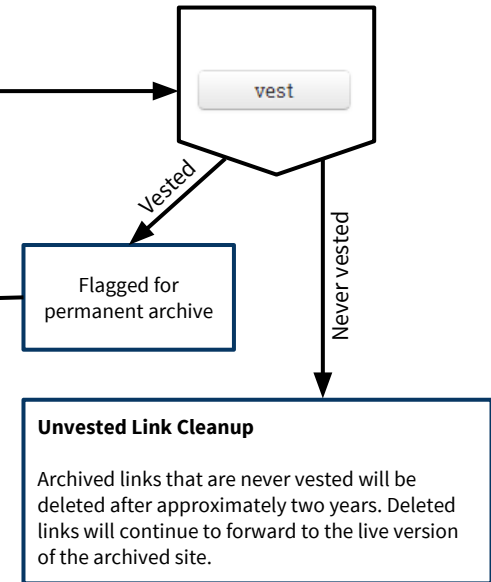 vest
Vested
Never vested
Flagged for
permanent archive
Unvested Link Cleanup
Archived links that are never vested will be
deleted after approximately two years. Deleted
links will continue to forward to the live version
of the archived site.